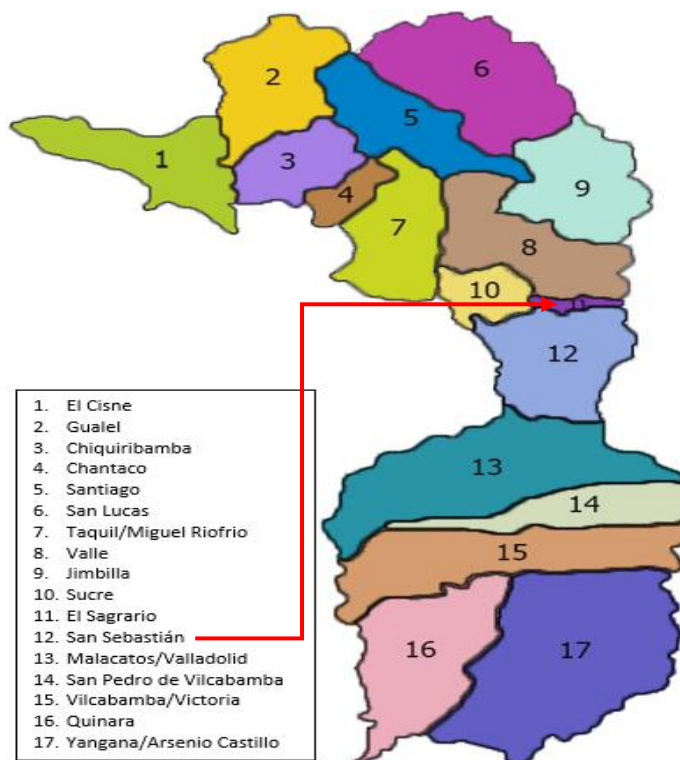 2
6
5
1
3
9
4
7
8
10
11
12
1. El Cisne
2. Gualel
3. Chiquiribamba
4. Chantaco
5. Santiago
6. San Lucas
7. Taquil/Miguel Riofrio
8. Valle
9. Jimbilla
10. Sucre
11. El Sagrario
12. San Sebastián
13. Malacatos/Valladolid
14. San Pedro de Vilcabamba
15. Vilcabamba/Victoria
16. Quinara
17. Yangana/Arsenio Castillo
13
14
15
16
17